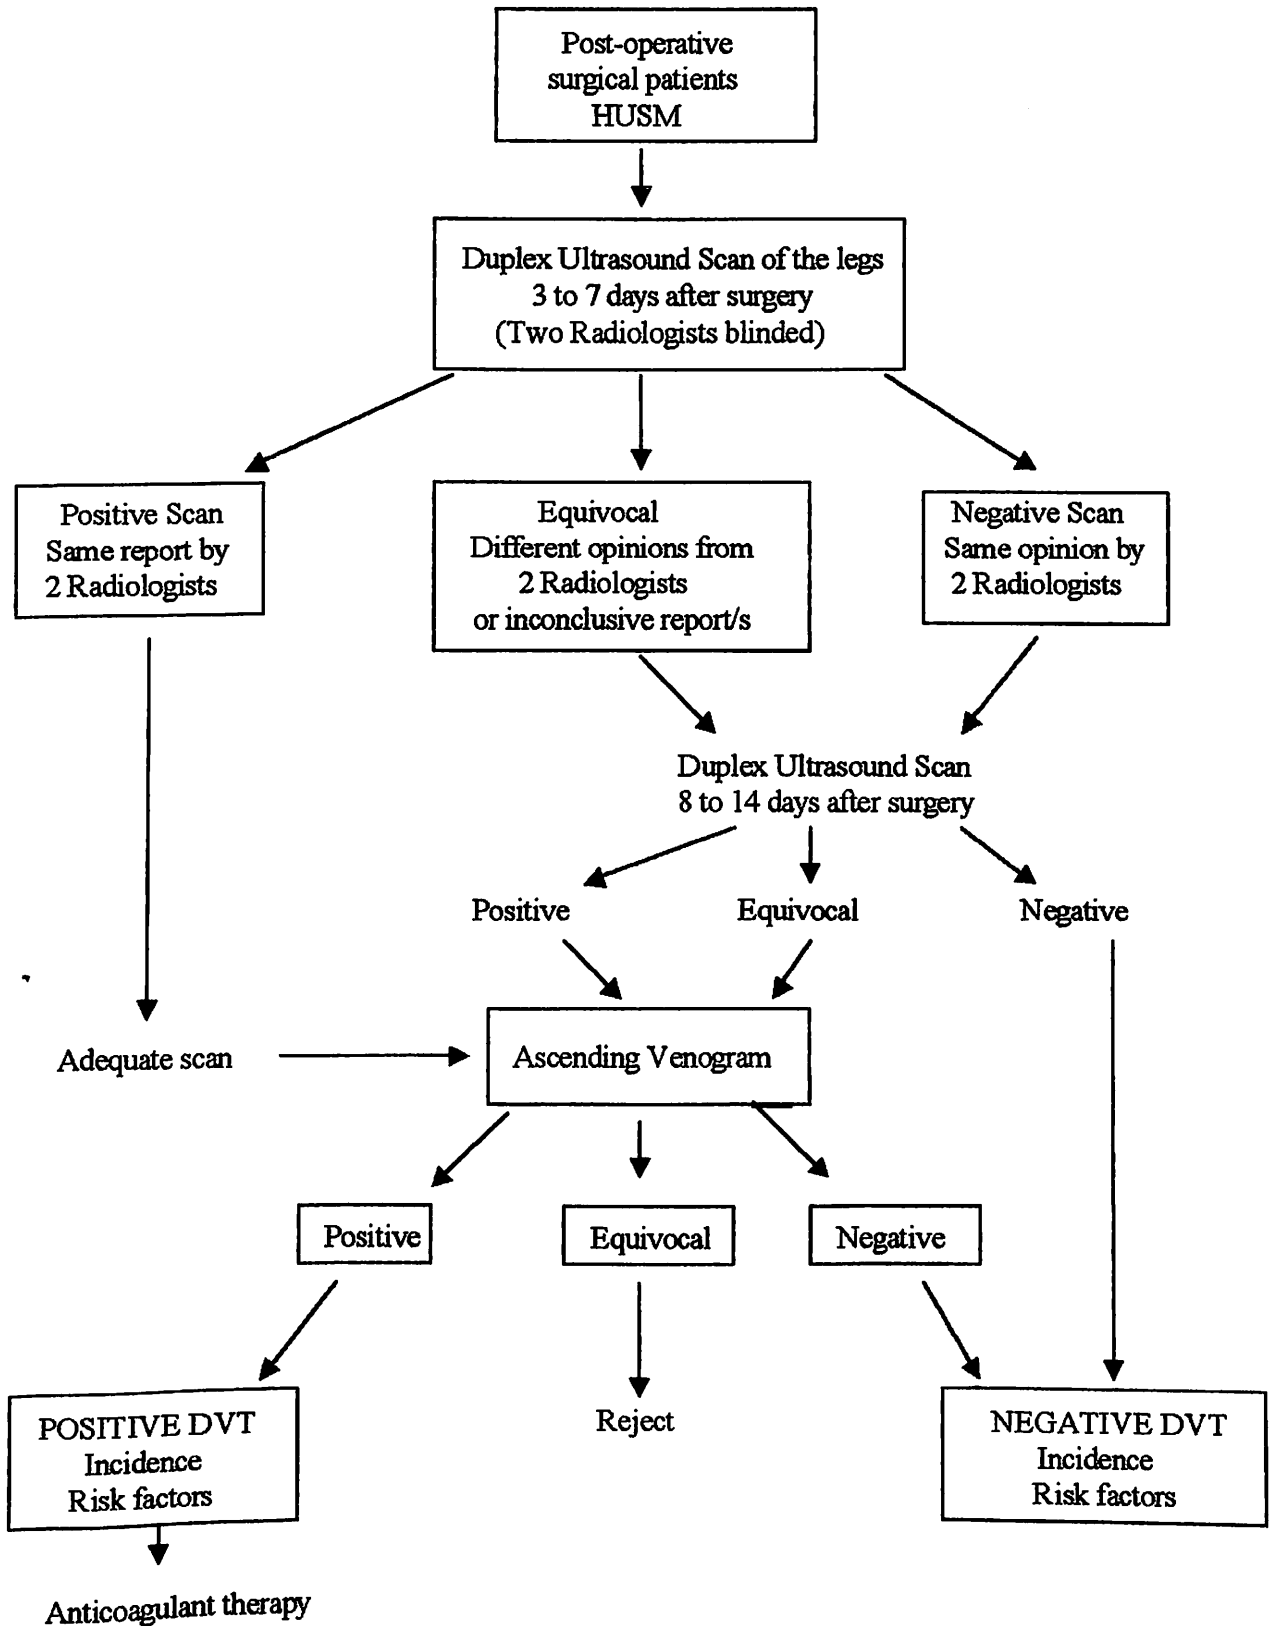 Post-operative
surgical patients
HUSM
Duplex Ultrasound Scan of the legs
3 to 7 days after surgery
(Two Radiologists blinded)
Positive Scan
Same report by
2 Radiologists
Equivocal
Different opinions from
2 Radiologists
or inconclusive report/s
Negative Scan
Same opinion by
2 Radiologists
Duplex Ultrasound Scan
8 to 14 days after surgery
Positive
Equivocal
Negative
Adequate scan
Ascending Venogram
Positive
Equivocal
Negative
POSITIVE DVT
Incidence
Risk factors
Reject
NEGATIVE DVT
Incidence
Risk factors
Anticoagulant therapy